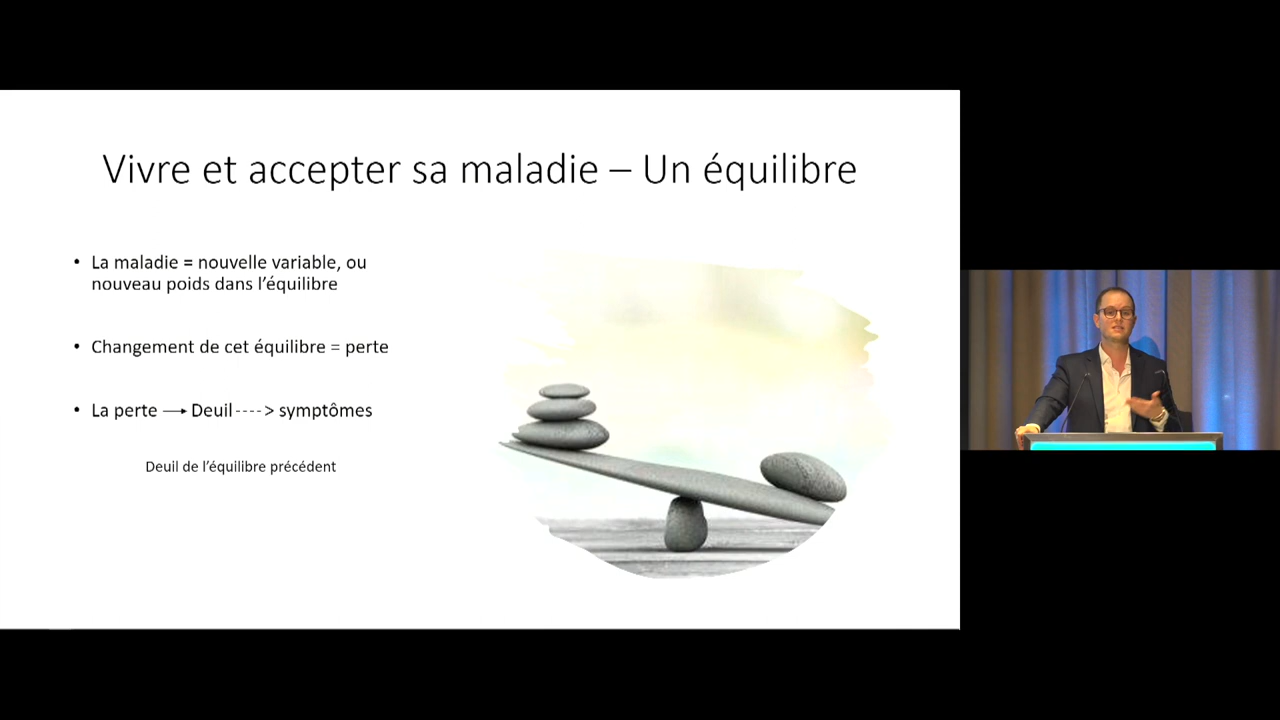 Vivre et accepter sa maladie – Un équilibre
• La maladie = nouvelle variable, ou
nouveau poids dans l’équilibre
• Changement de cet équilibre = perte
• La perte ⟶ Deuil ----> symptômes
Deuil de l’équilibre précédent